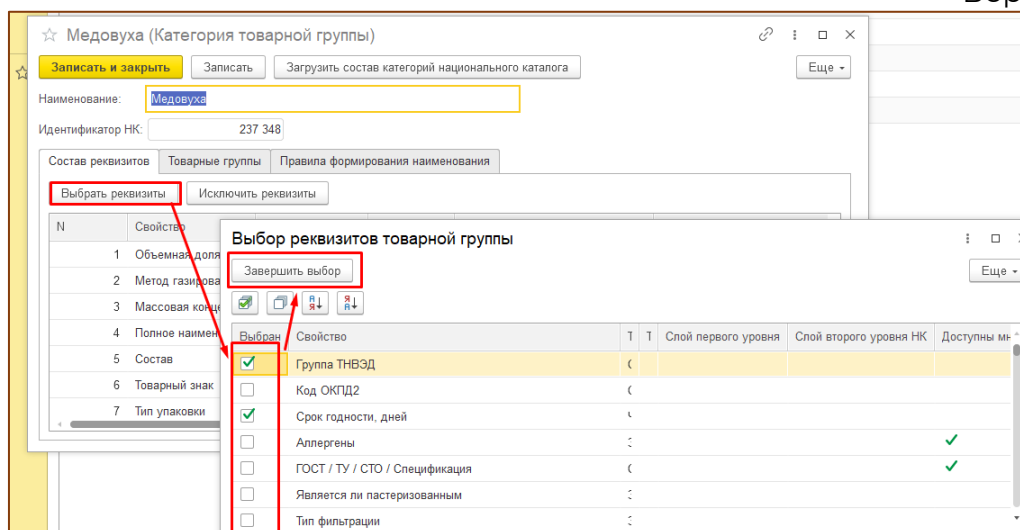 Медовуха (Категория товарной группы)
Записать и закрыть Записать Загрузить состав категорий национального каталога Еще
Наименование: Медовуха
Идентификатор НК: 237 348
Состав реквизитов Товарные группы Правила формирования наименования
Выбрать реквизиты Исключить реквизиты
N Свойство
1 Объемная доля
2 Метод газирова
3 Массовая конце
4 Полное наимен
5 Состав
6 Товарный знак
7 Тип упаковки
Выбор реквизитов товарной группы
Завершить выбор Еще
Выбран Свойство Т Т Слой первого уровня Слой второго уровня НК Доступны мн
Группа ТНВЭД
Код ОКПД2
Срок годности, дней
Аллергены
ГОСТ / ТУ / СТО / Спецификация
Является ли пастеризованным
Тип фильтрации